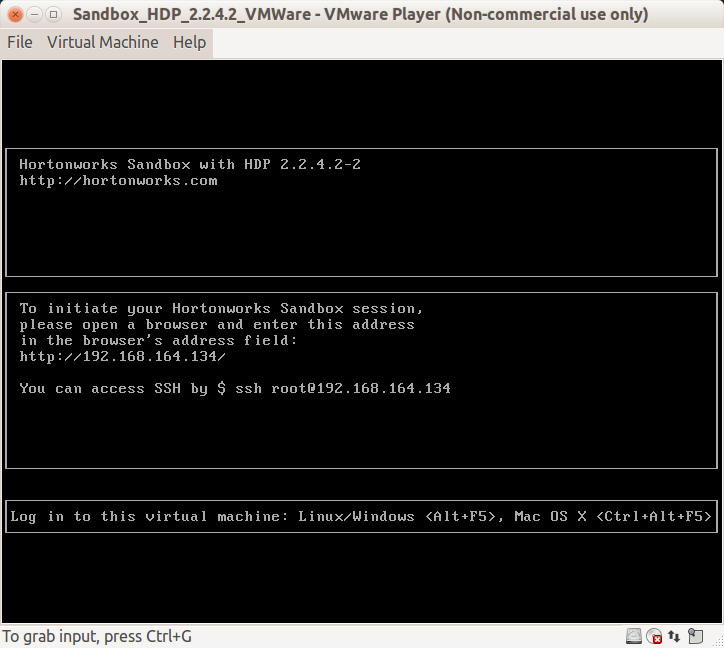 Sandbox_HDP_2.2.4.2_VMWare - VMware Player (Non-commercial use only)
File Virtual Machine Help
Hortonworks Sandbox with HDP 2.2.4.2-2
http://hortonworks.com
To initiate your Hortonworks Sandbox session,
please open a browser and enter this address
in the browser's address field:
http://192.168.164.134/
You can access SSH by $ ssh root@192.168.164.134
Log in to this virtual machine: Linux/Windows <Alt+F5>, Mac OS X <Ctrl+Alt+F5>
To grab input, press Ctrl+G